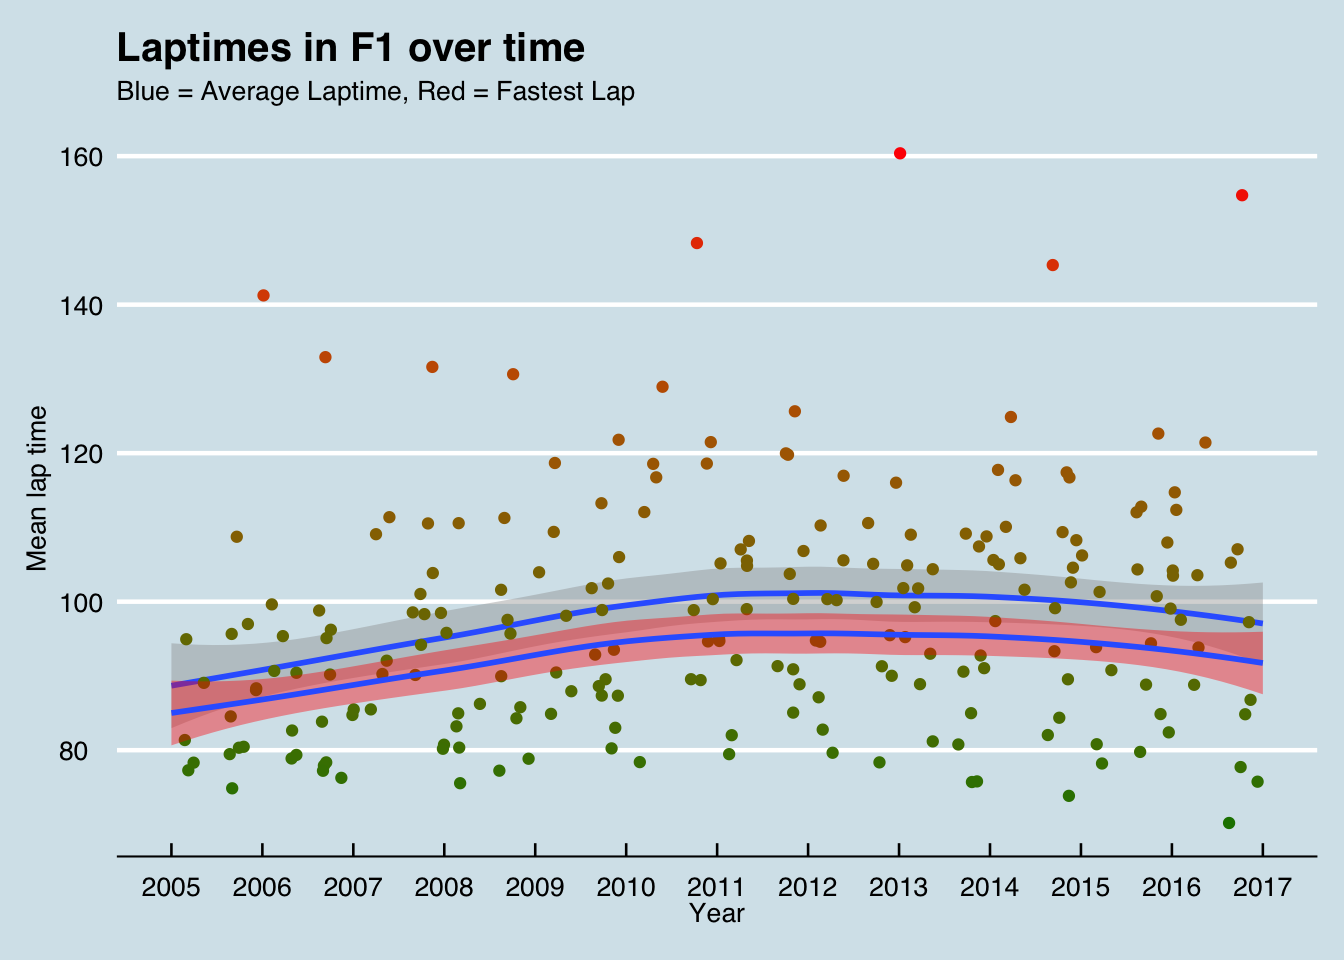 Laptimes in F1 over time
Blue = Average Laptime, Red = Fastest Lap
160
140
120
100
80
Mean lap time
2005 2006 2007 2008 2009 2010 2011 2012 2013 2014 2015 2016 2017
Year